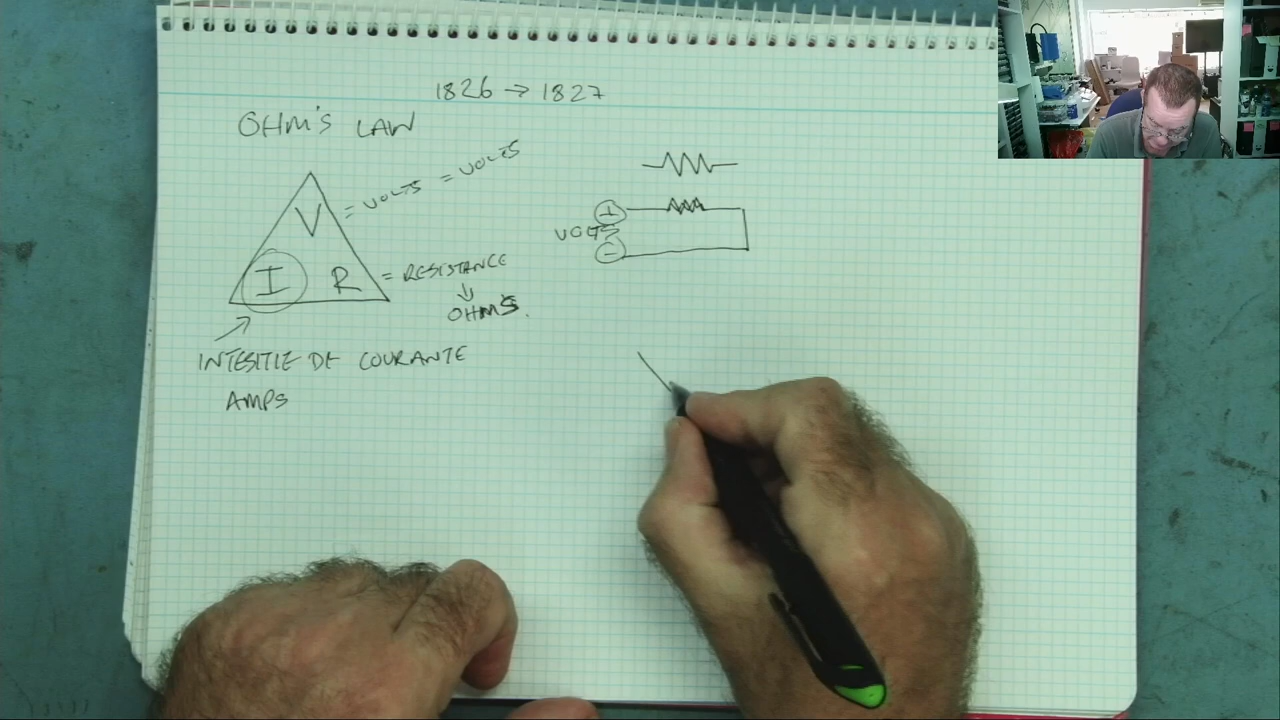 1826 → 1827
OHM'S LAW
V = VOLTS = VOLTS
I R = RESISTANCE
↓
OHMS.
INTESITIE DE COURANTE
AMPS
+
VOLTS
-